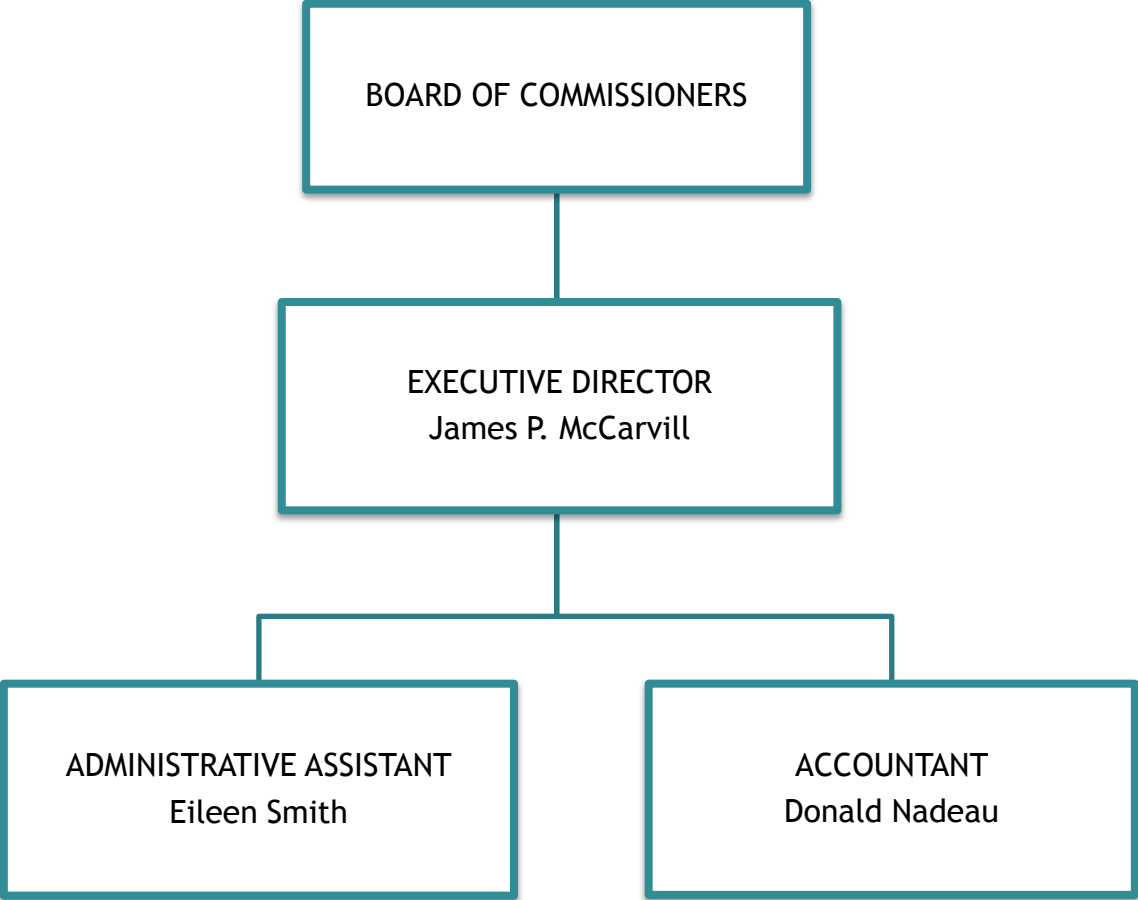 BOARD OF COMMISSIONERS
EXECUTIVE DIRECTOR
James P. McCarvill
ADMINISTRATIVE ASSISTANT
Eileen Smith
ACCOUNTANT
Donald Nadeau